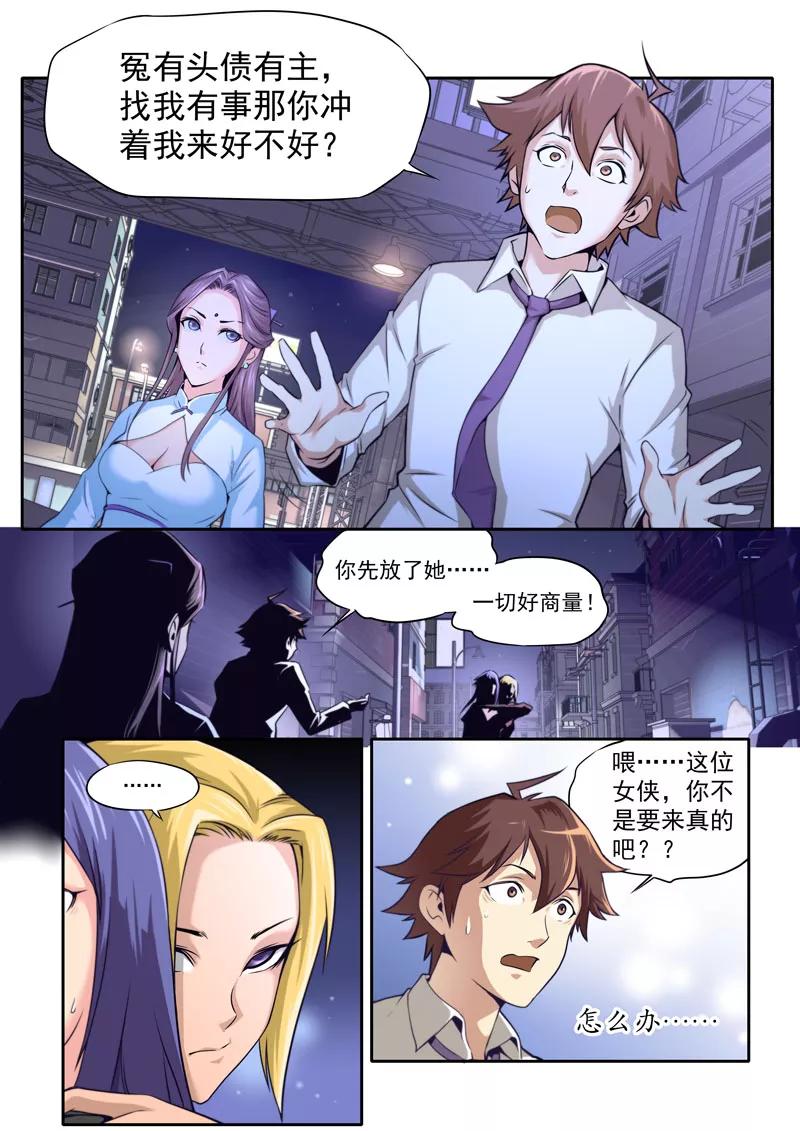 冤有头债有主，
找我有事那你冲
着我来好不好？
你先放了她……
一切好商量！
……
喂……这位
女侠，你不
是要来真的
吧？？
怎么办……